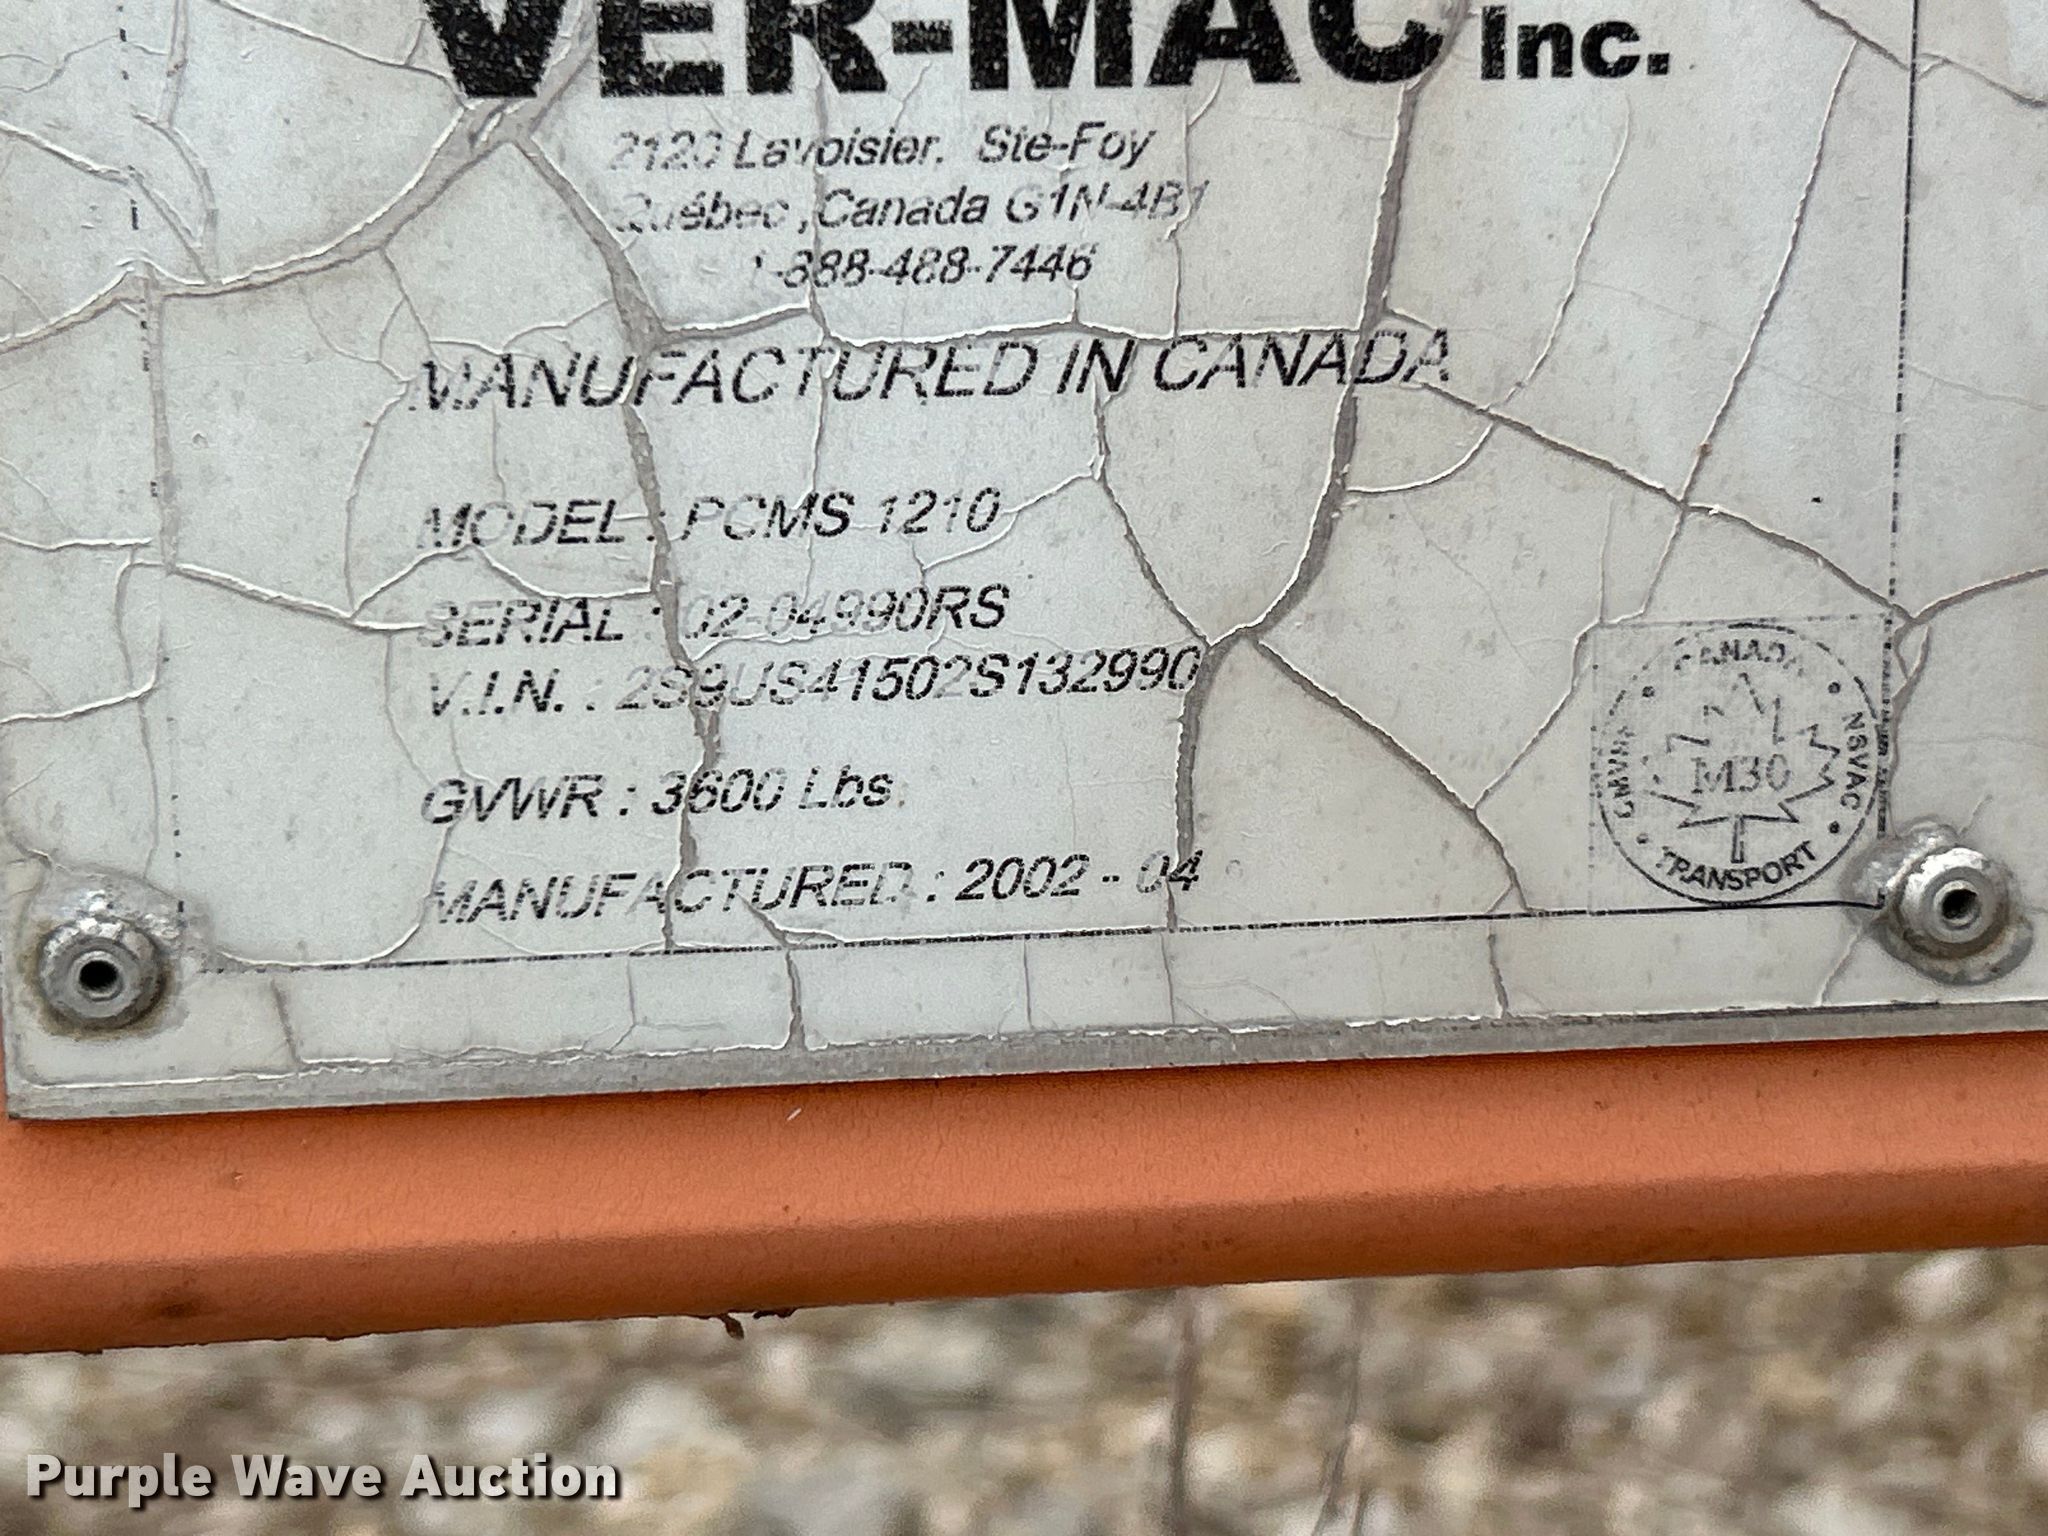 VER-MAC Inc.
2120 Lavoisier, Ste-Foy
Québec ,Canada G1N-4B1
1-888-488-7446
MANUFACTURED IN CANADA
MODEL : PCMS 1210
SERIAL : 02-04990RS
V.I.N. : 2S9US41502S132990
GVWR : 3600 Lbs.
MANUFACTURED : 2002 - 04
CANADA
CMVSS
NSVAC
M30
TRANSPORT
Purple Wave Auction